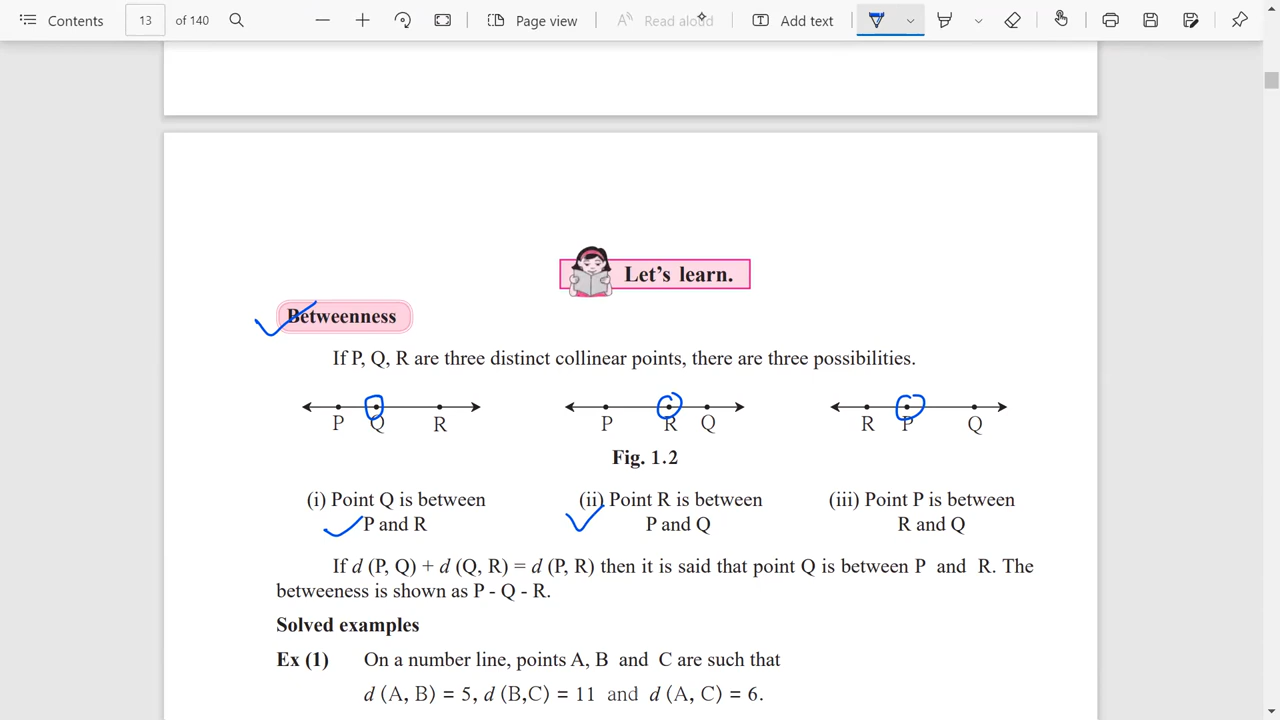 Contents 13 of 140 Page view Read aloud Add text
Let's learn.
Betweenness
If P, Q, R are three distinct collinear points, there are three possibilities.
P Q R P R Q R P Q
Fig. 1.2
(i) Point Q is between (ii) Point R is between (iii) Point P is between
P and R P and Q R and Q
If d (P, Q) + d (Q, R) = d (P, R) then it is said that point Q is between P and R. The
betweeness is shown as P - Q - R.
Solved examples
Ex (1) On a number line, points A, B and C are such that
d (A, B) = 5, d (B,C) = 11 and d (A, C) = 6.